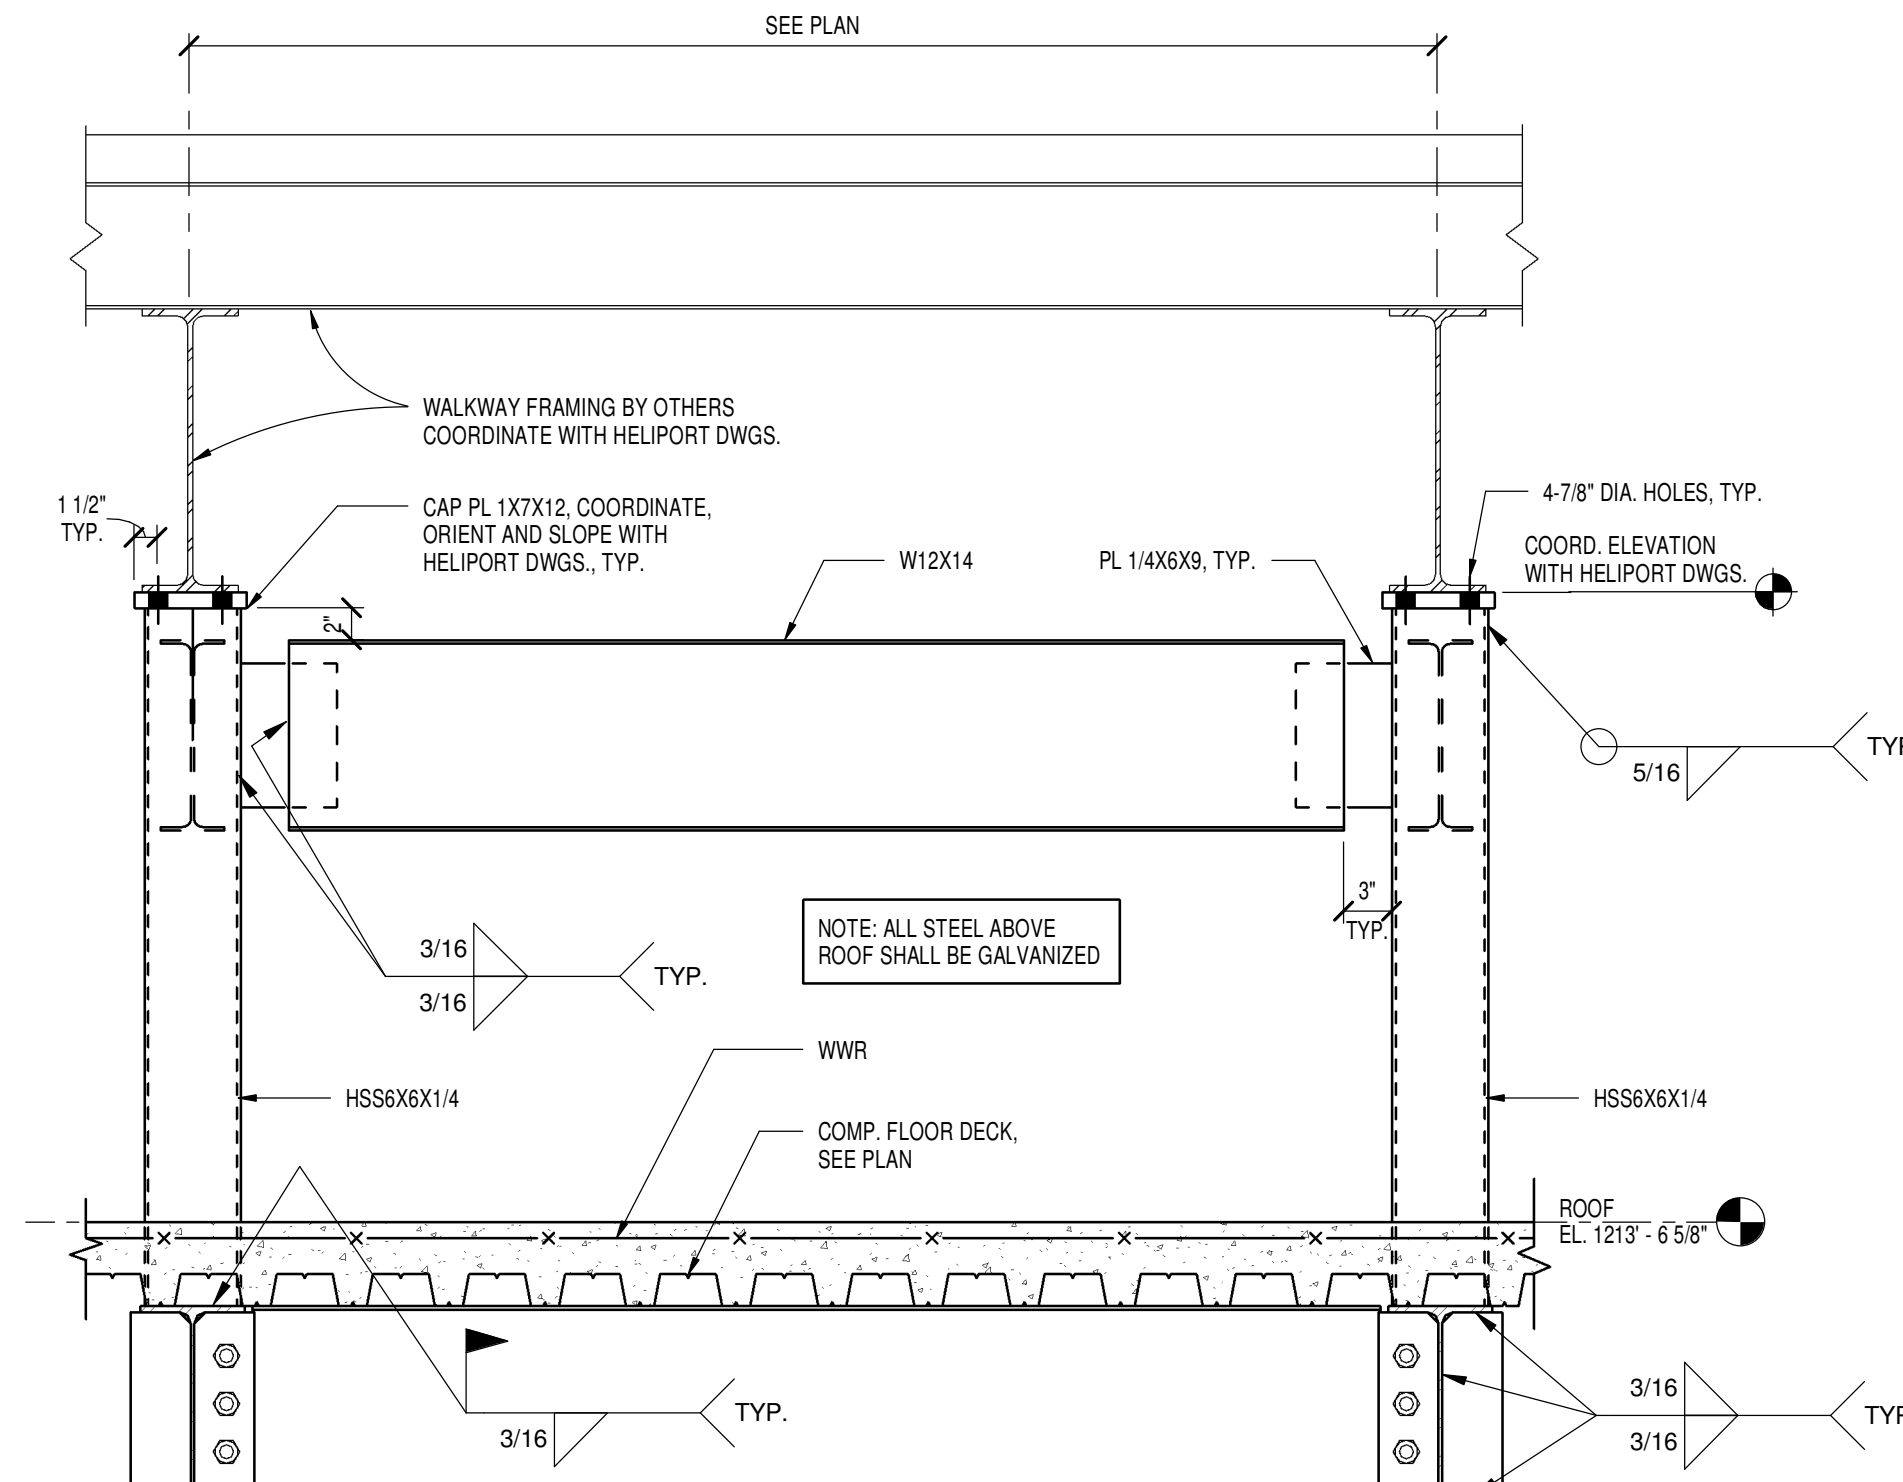 SEE PLAN
WALKWAY FRAMING BY OTHERS
COORDINATE WITH HELIPORT DWGS.
1 1/2"
TYP.
CAP PL 1X7X12, COORDINATE,
ORIENT AND SLOPE WITH
HELIPORT DWGS., TYP.
4-7/8" DIA. HOLES, TYP.
COORD. ELEVATION
WITH HELIPORT DWGS.
W12X14
PL 1/4X6X9, TYP.
2"
5/16
3"
TYP.
NOTE: ALL STEEL ABOVE
ROOF SHALL BE GALVANIZED
3/16
3/16
TYP.
WWR
HSS6X6X1/4
HSS6X6X1/4
COMP. FLOOR DECK,
SEE PLAN
ROOF
EL. 1213' - 6 5/8"
3/16
TYP.
3/16
3/16